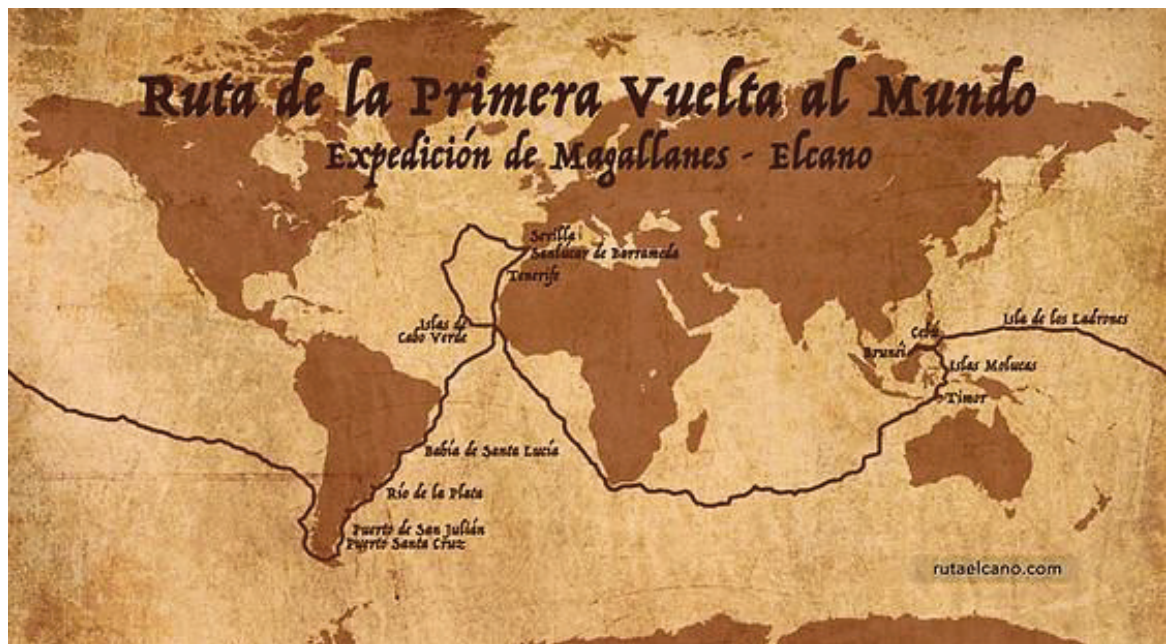 Ruta de la Primera Vuelta al Mundo
Expedición de Magallanes - Elcano
Sevilla
Sanlúcar de Barrameda
Tenerife
Islas de
Cabo Verde
Isla de los Ladrones
Cebú
Brunéi
Islas Molucas
Timor
Bahía de Santa Lucía
Río de la Plata
Puerto de San Julián
Puerto Santa Cruz
rutaelcano.com